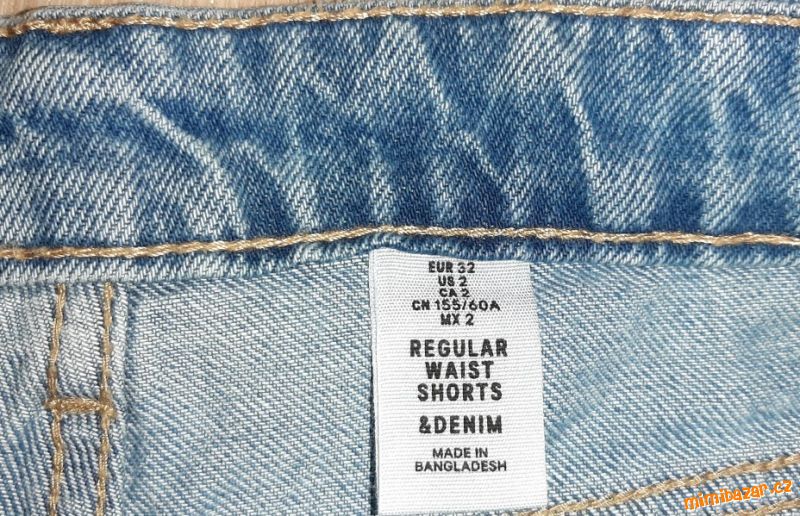 EUR 32
US 2
CA 2
CN 155/60A
MX 2
REGULAR
WAIST
SHORTS
&DENIM
MADE IN
BANGLADESH
mimibazar.cz